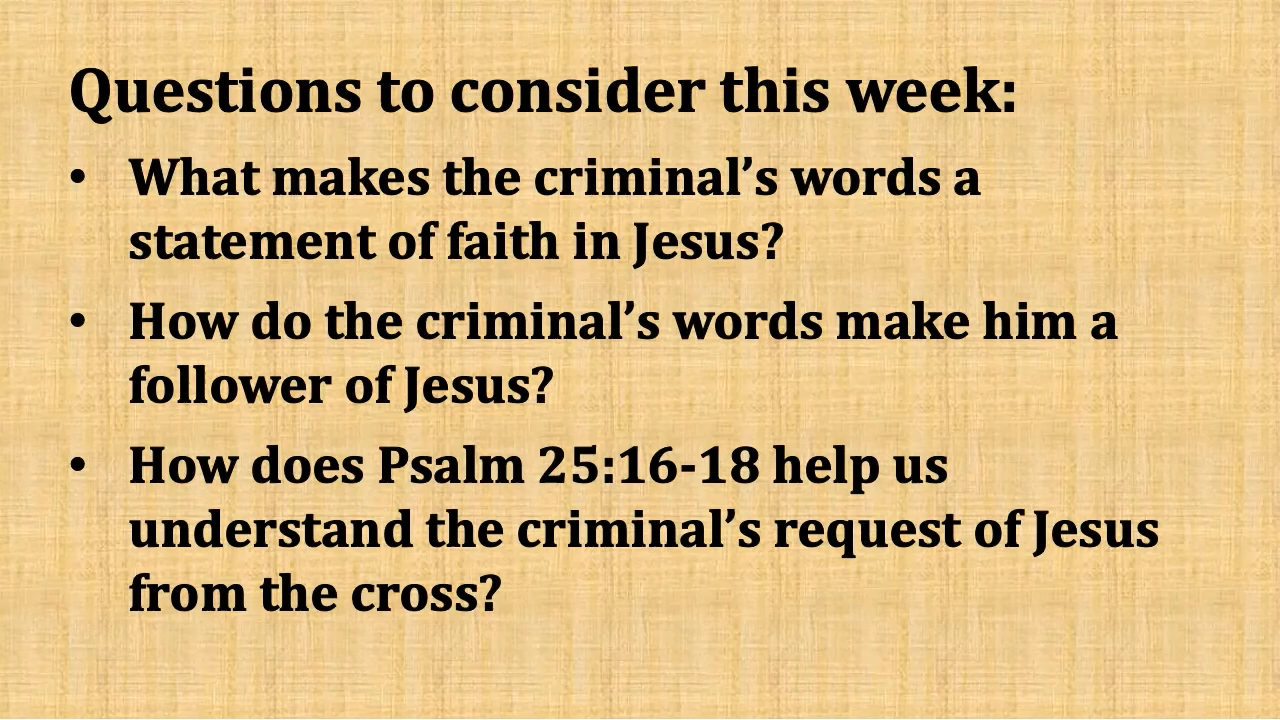 Questions to consider this week:
• What makes the criminal’s words a
statement of faith in Jesus?
• How do the criminal’s words make him a
follower of Jesus?
• How does Psalm 25:16-18 help us
understand the criminal’s request of Jesus
from the cross?